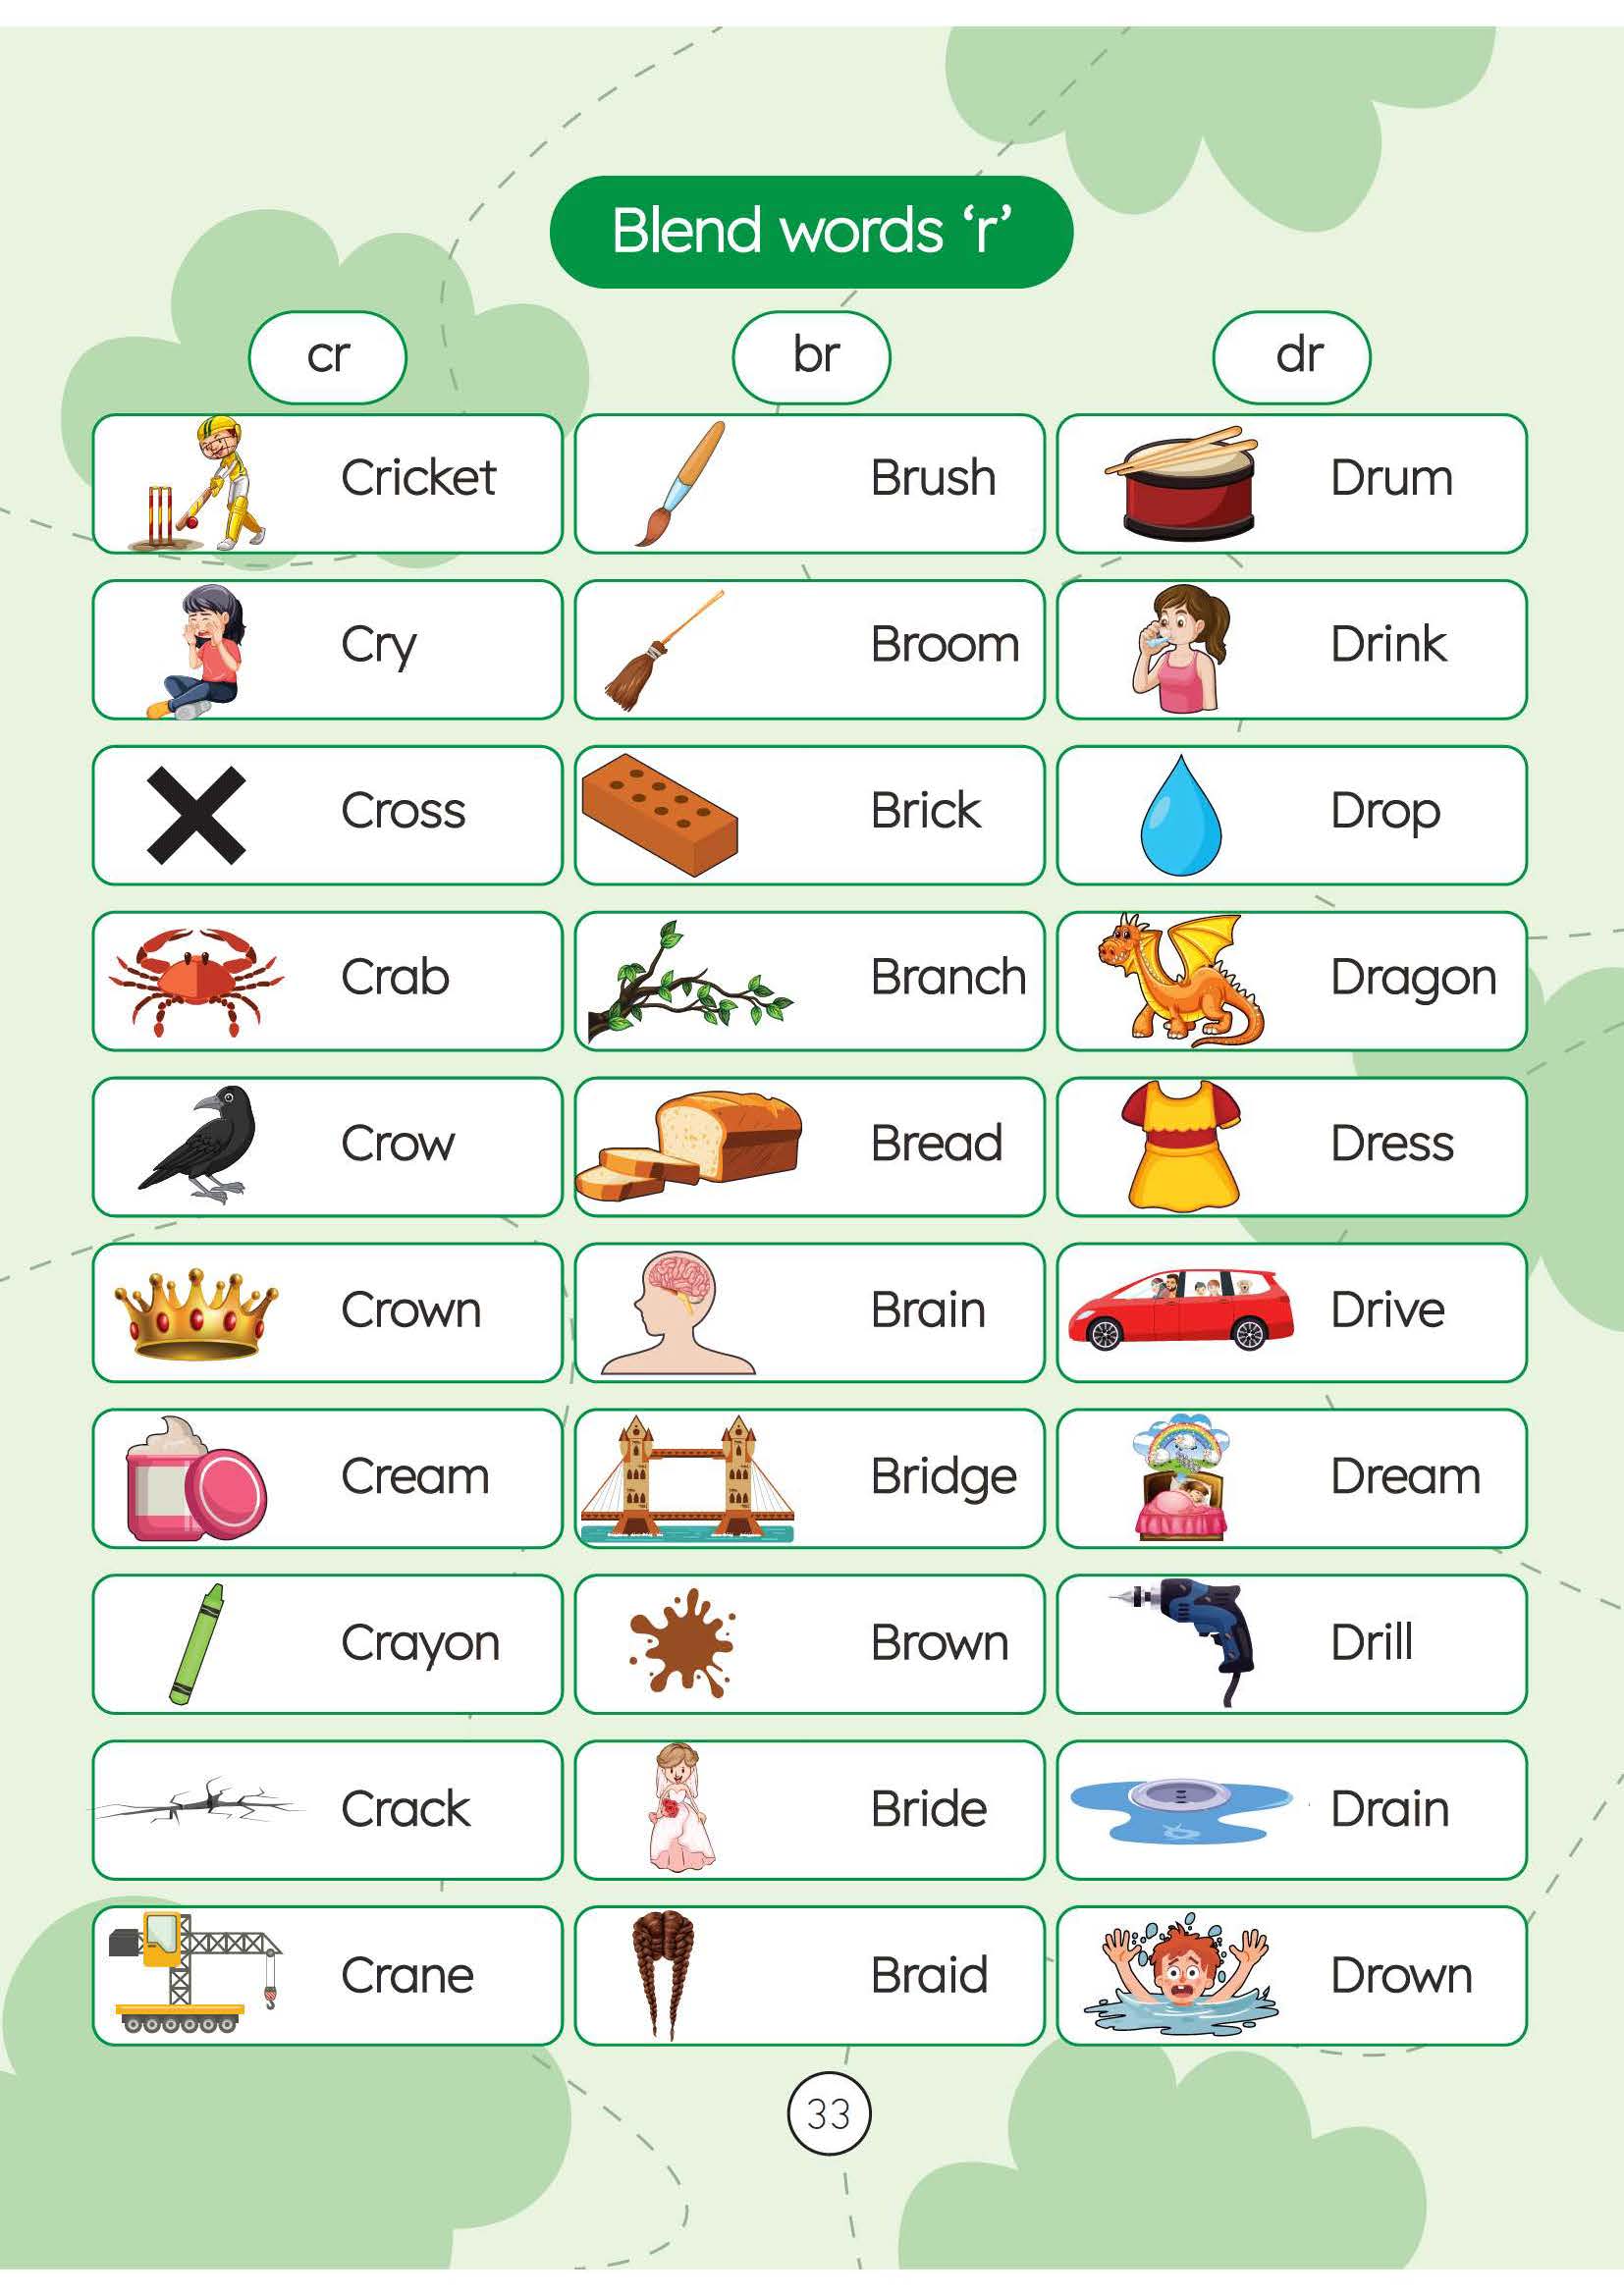 Blend words ‘r’
cr br dr
Cricket Brush Drum
Cry Broom Drink
Cross Brick Drop
Crab Branch Dragon
Crow Bread Dress
Crown Brain Drive
Cream Bridge Dream
Crayon Brown Drill
Crack Bride Drain
Crane Braid Drown
33